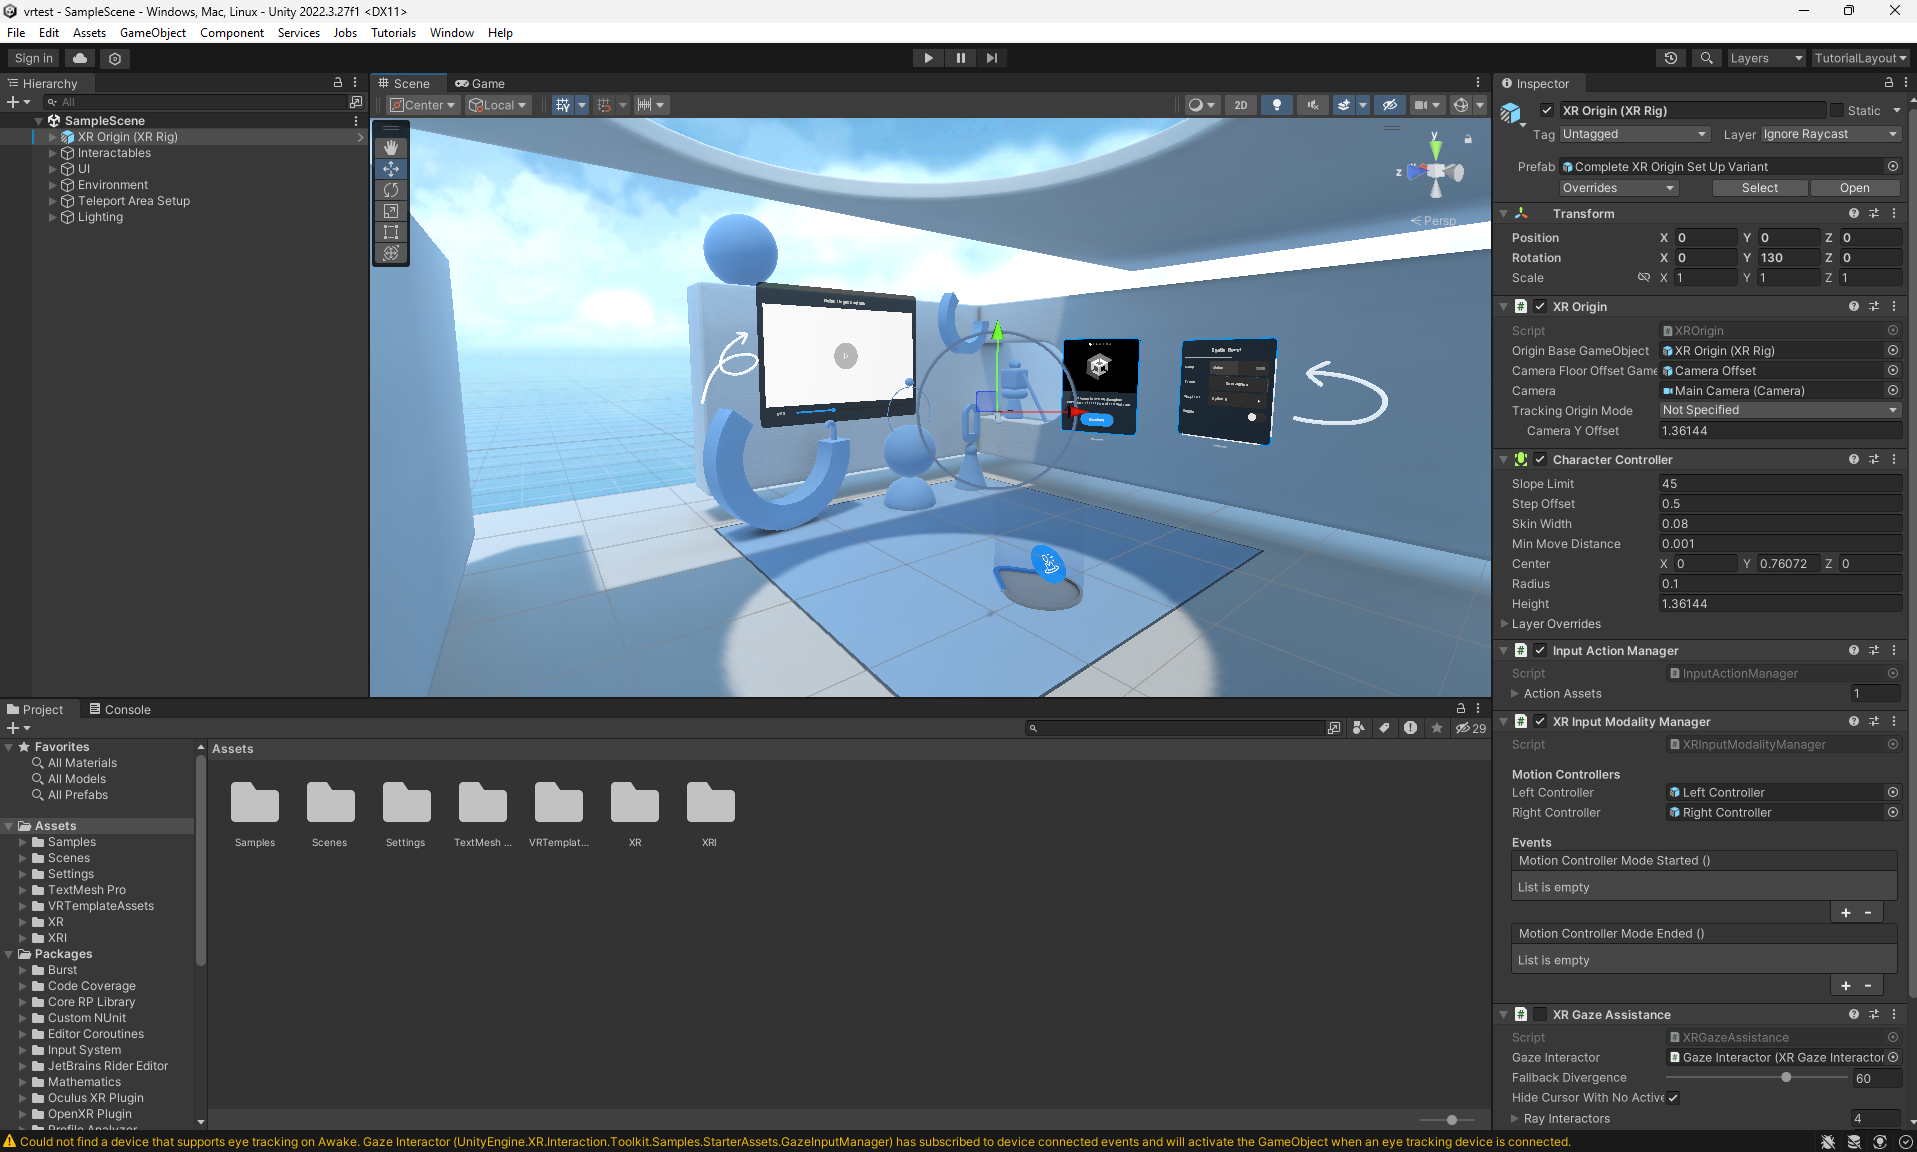 vrtest - SampleScene - Windows, Mac, Linux - Unity 2022.3.27f1 <DX11>
File Edit Assets GameObject Component Services Jobs Tutorials Window Help
Sign in
Layers TutorialLayout
Hierarchy
All
SampleScene
XR Origin (XR Rig)
Interactables
UI
Environment
Teleport Area Setup
Lighting
Scene Game
Center Local 2D
y
z
Persp
Inspector
XR Origin (XR Rig) Static
Tag Untagged Layer Ignore Raycast
Prefab Complete XR Origin Set Up Variant
Overrides Select Open
Transform
Position X 0 Y 0 Z 0
Rotation X 0 Y 130 Z 0
Scale X 1 Y 1 Z 1
# XR Origin
Script XROrigin
Origin Base GameObject XR Origin (XR Rig)
Camera Floor Offset Game Camera Offset
Camera Main Camera (Camera)
Tracking Origin Mode Not Specified
Camera Y Offset 1.36144
Character Controller
Slope Limit 45
Step Offset 0.5
Skin Width 0.08
Min Move Distance 0.001
Center X 0 Y 0.76072 Z 0
Radius 0.1
Height 1.36144
Layer Overrides
# Input Action Manager
Script InputActionManager
Action Assets 1
# XR Input Modality Manager
Script XRInputModalityManager
Motion Controllers
Left Controller Left Controller
Right Controller Right Controller
Events
Motion Controller Mode Started ()
List is empty
+ -
Motion Controller Mode Ended ()
List is empty
+ -
# XR Gaze Assistance
Script XRGazeAssistance
Gaze Interactor Gaze Interactor (XR Gaze Interactor
Fallback Divergence 60
Hide Cursor With No Active
Ray Interactors 4
Project Console
29
Favorites
All Materials
All Models
All Prefabs
Assets
Samples
Scenes
Settings
TextMesh Pro
VRTemplateAssets
XR
XRI
Packages
Burst
Code Coverage
Core RP Library
Custom NUnit
Editor Coroutines
Input System
JetBrains Rider Editor
Mathematics
Oculus XR Plugin
OpenXR Plugin
Profile Analyzer
Assets
Samples Scenes Settings TextMesh ... VRTemplat... XR XRI
Could not find a device that supports eye tracking on Awake. Gaze Interactor (UnityEngine.XR.Interaction.Toolkit.Samples.StarterAssets.GazeInputManager) has subscribed to device connected events and will activate the GameObject when an eye tracking device is connected.